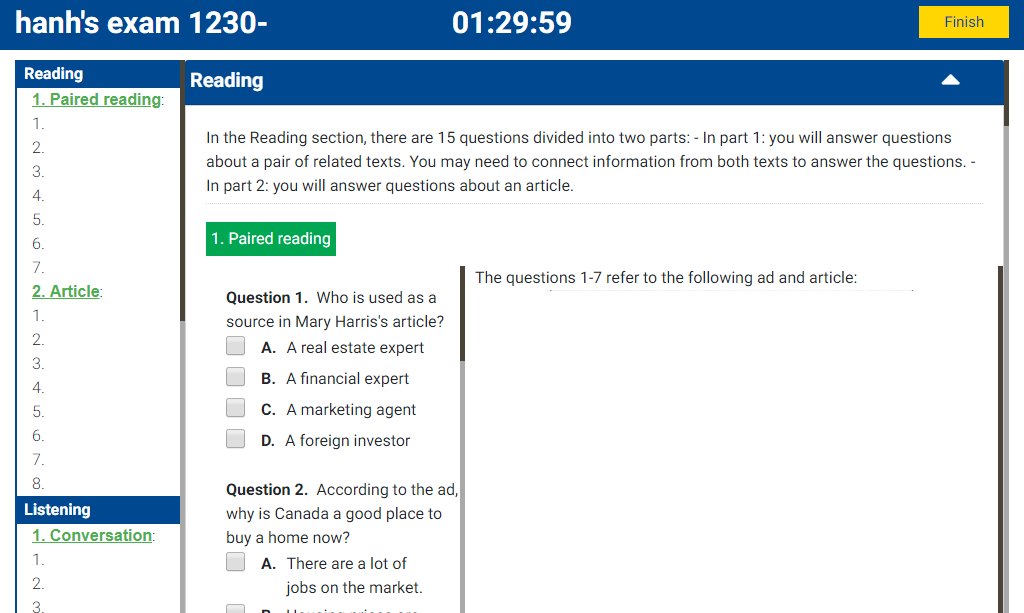 hanh's exam 1230-
01:29:59
Finish
Reading
1. Paired reading:
1.
2.
3.
4.
5.
6.
7.
2. Article:
1.
2.
3.
4.
5.
6.
7.
8.
Listening
1. Conversation:
1.
2.
3.
Reading
In the Reading section, there are 15 questions divided into two parts: - In part 1: you will answer questions
about a pair of related texts. You may need to connect information from both texts to answer the questions. -
In part 2: you will answer questions about an article.
1. Paired reading
Question 1. Who is used as a
source in Mary Harris's article?
A. A real estate expert
B. A financial expert
C. A marketing agent
D. A foreign investor
Question 2. According to the ad,
why is Canada a good place to
buy a home now?
A. There are a lot of
jobs on the market.
B. Housing prices are
The questions 1-7 refer to the following ad and article: